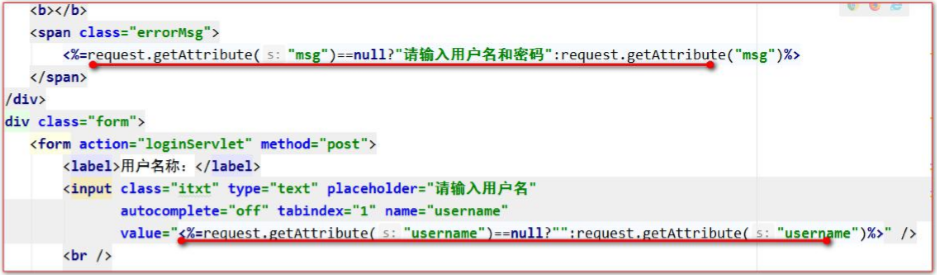 <b></b>
<span class="errorMsg">
<%=request.getAttribute( s: "msg")==null?"请输入用户名和密码":request.getAttribute("msg")%>
</span>
/div>
div class="form">
<form action="loginServlet" method="post">
<label>用户名称：</label>
<input class="itxt" type="text" placeholder="请输入用户名"
autocomplete="off" tabindex="1" name="username"
value="<%=request.getAttribute( s: "username")==null?"":request.getAttribute( s: "username")%>" />
<br />